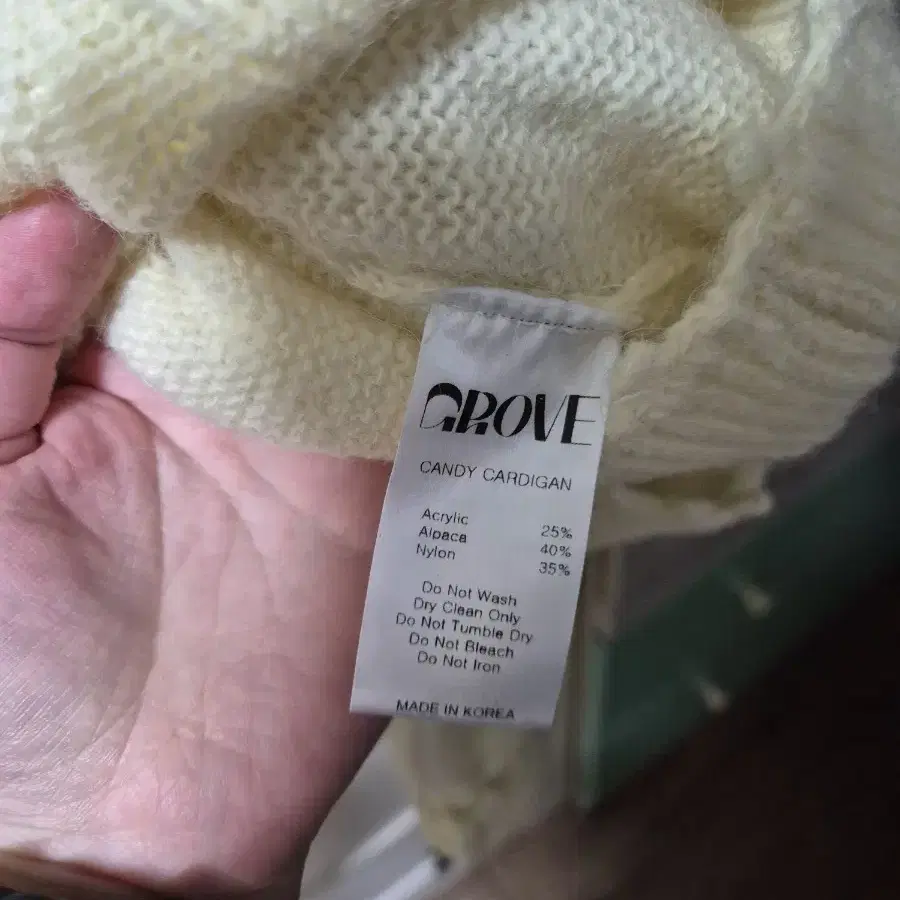 GROVE
CANDY CARDIGAN
Acrylic 25%
Alpaca 40%
Nylon 35%
Do Not Wash
Dry Clean Only
Do Not Tumble Dry
Do Not Bleach
Do Not Iron
MADE IN KOREA